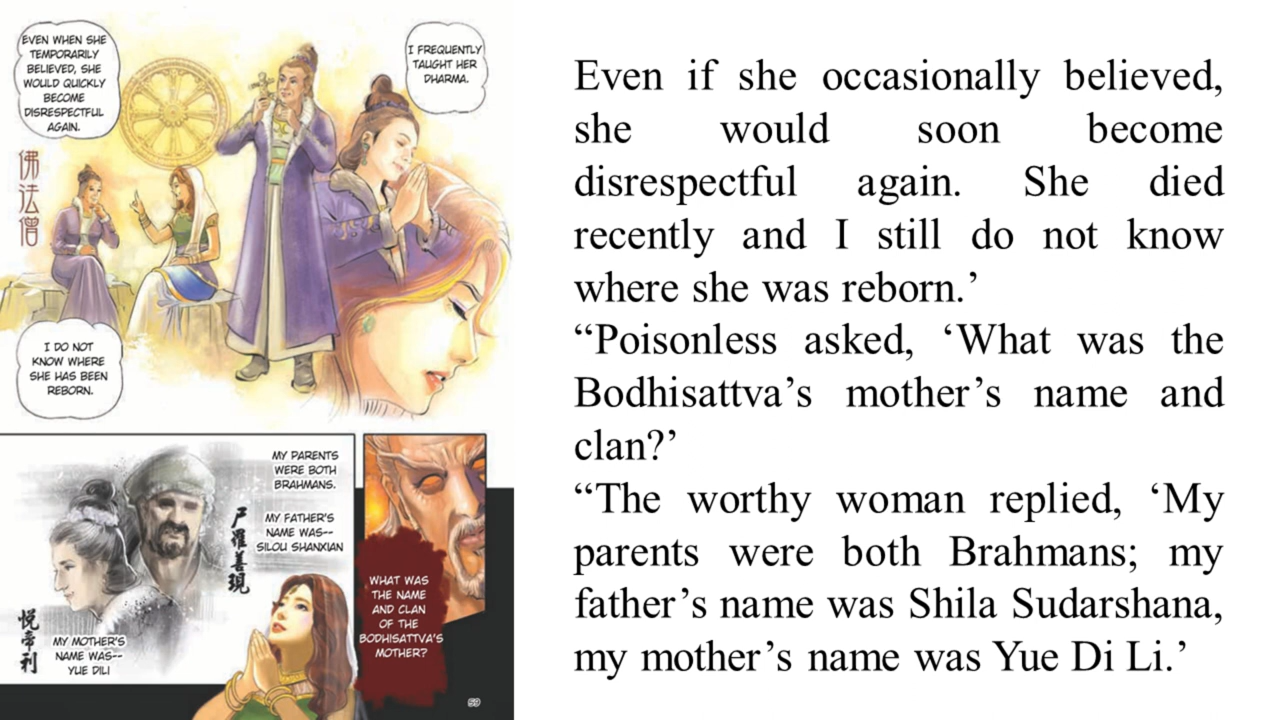 EVEN WHEN SHE
TEMPORARILY
BELIEVED, SHE
WOULD QUICKLY
BECOME
DISRESPECTFUL
AGAIN.
I FREQUENTLY
TAUGHT HER
DHARMA.
佛法僧
I DO NOT
KNOW WHERE
SHE HAS BEEN
REBORN.
MY PARENTS
WERE BOTH
BRAHMANS.
MY FATHER'S
NAME WAS--
SILOU SHANXIAN
尸羅善現
悅帝利
MY MOTHER'S
NAME WAS--
YUE DILI
WHAT WAS
THE NAME
AND CLAN
OF THE
BODHISATTVA'S
MOTHER?
59
Even if she occasionally believed,
she would soon become
disrespectful again. She died
recently and I still do not know
where she was reborn.’
“Poisonless asked, ‘What was the
Bodhisattva’s mother’s name and
clan?’
“The worthy woman replied, ‘My
parents were both Brahmans; my
father’s name was Shila Sudarshana,
my mother’s name was Yue Di Li.’